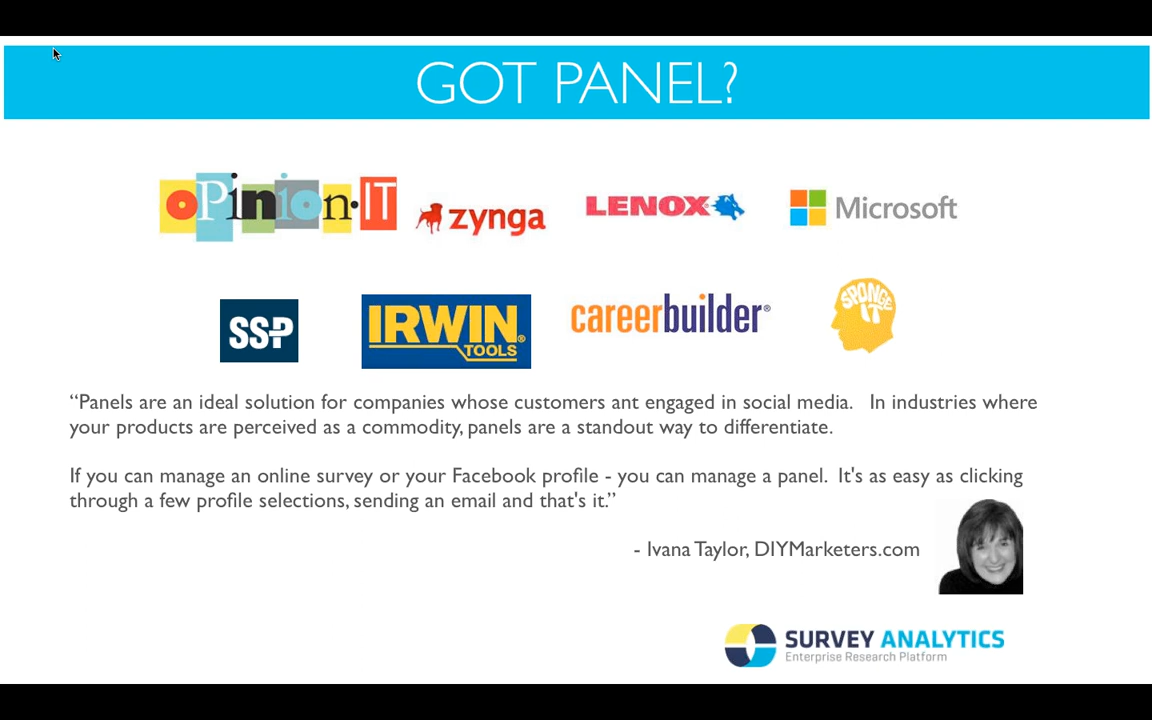 GOT PANEL?
OPinion·IT
zynga
LENOX®
Microsoft
SSP
IRWIN® TOOLS
careerbuilder®
SPONGE IT
“Panels are an ideal solution for companies whose customers ant engaged in social media. In industries where
your products are perceived as a commodity, panels are a standout way to differentiate.
If you can manage an online survey or your Facebook profile - you can manage a panel. It's as easy as clicking
through a few profile selections, sending an email and that's it.”
- Ivana Taylor, DIYMarketers.com
SURVEY ANALYTICS
Enterprise Research Platform